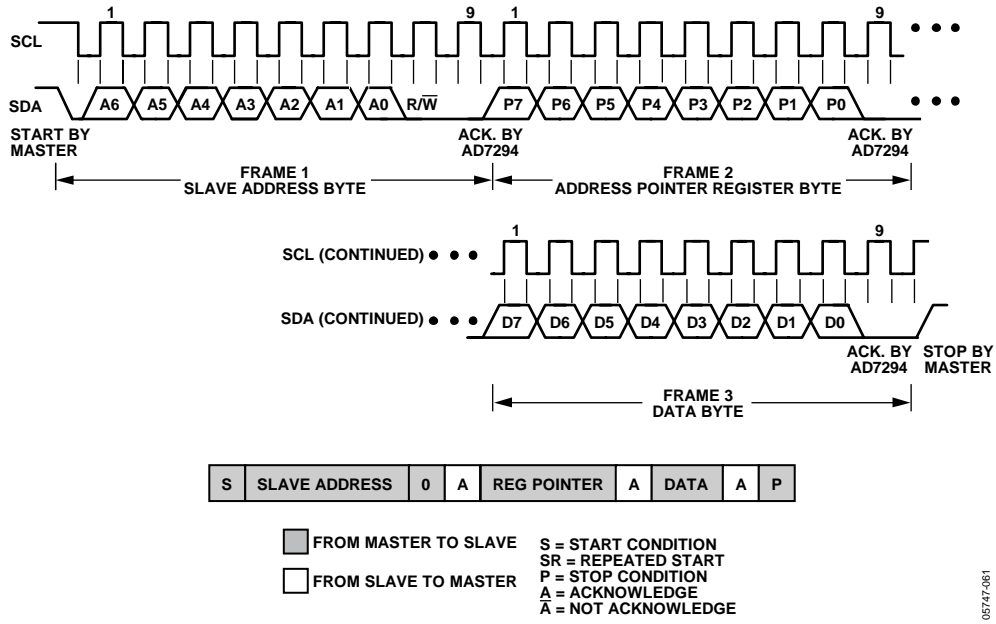 1 9 1 9
SCL
SDA A6 A5 A4 A3 A2 A1 A0 R/W̅ P7 P6 P5 P4 P3 P2 P1 P0
START BY
MASTER
ACK. BY
AD7294
ACK. BY
AD7294
FRAME 1
SLAVE ADDRESS BYTE
FRAME 2
ADDRESS POINTER REGISTER BYTE
1 9
SCL (CONTINUED)
SDA (CONTINUED) D7 D6 D5 D4 D3 D2 D1 D0
ACK. BY
AD7294
STOP BY
MASTER
FRAME 3
DATA BYTE
S SLAVE ADDRESS 0 A REG POINTER A DATA A P
FROM MASTER TO SLAVE
FROM SLAVE TO MASTER
S = START CONDITION
SR = REPEATED START
P = STOP CONDITION
A = ACKNOWLEDGE
A̅ = NOT ACKNOWLEDGE
05747-061